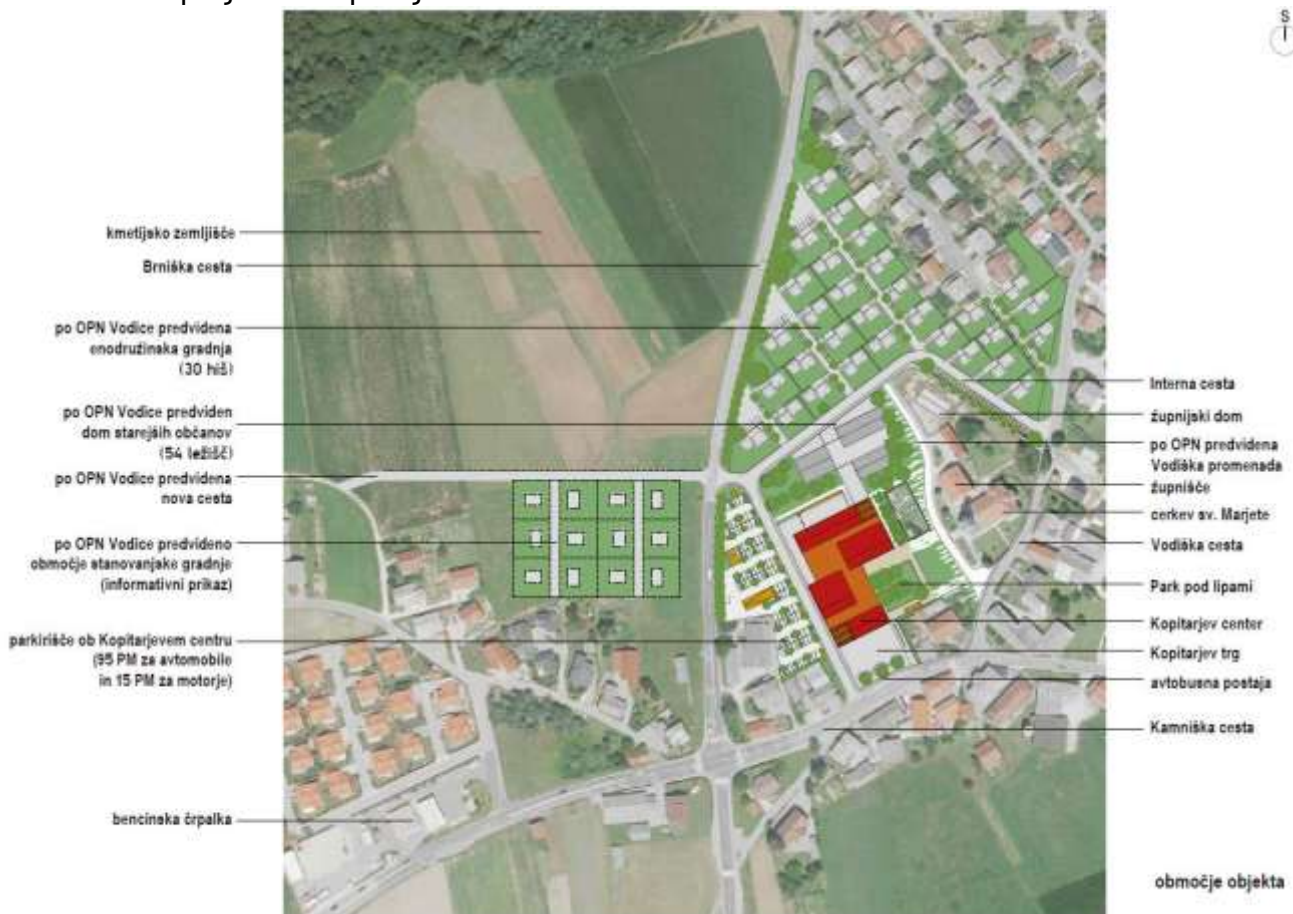 S
kmetijsko zemljišče
Brniška cesta
po OPN Vodice predvidena
enodružinska gradnja
(30 hiš)
po OPN Vodice predviden
dom starejših občanov
(54 ležišč)
po OPN Vodice predvidena
nova cesta
po OPN Vodice predvideno
območje stanovanjske gradnje
(informativni prikaz)
parkirišče ob Kopitarjevem centru
(95 PM za avtomobile
in 15 PM za motorje)
bencinska črpalka
Interna cesta
župnijski dom
po OPN predvidena
Vodiška promenada
župnišče
cerkev sv. Marjete
Vodiška cesta
Park pod lipami
Kopitarjev center
Kopitarjev trg
avtobusna postaja
Kamniška cesta
območje objekta